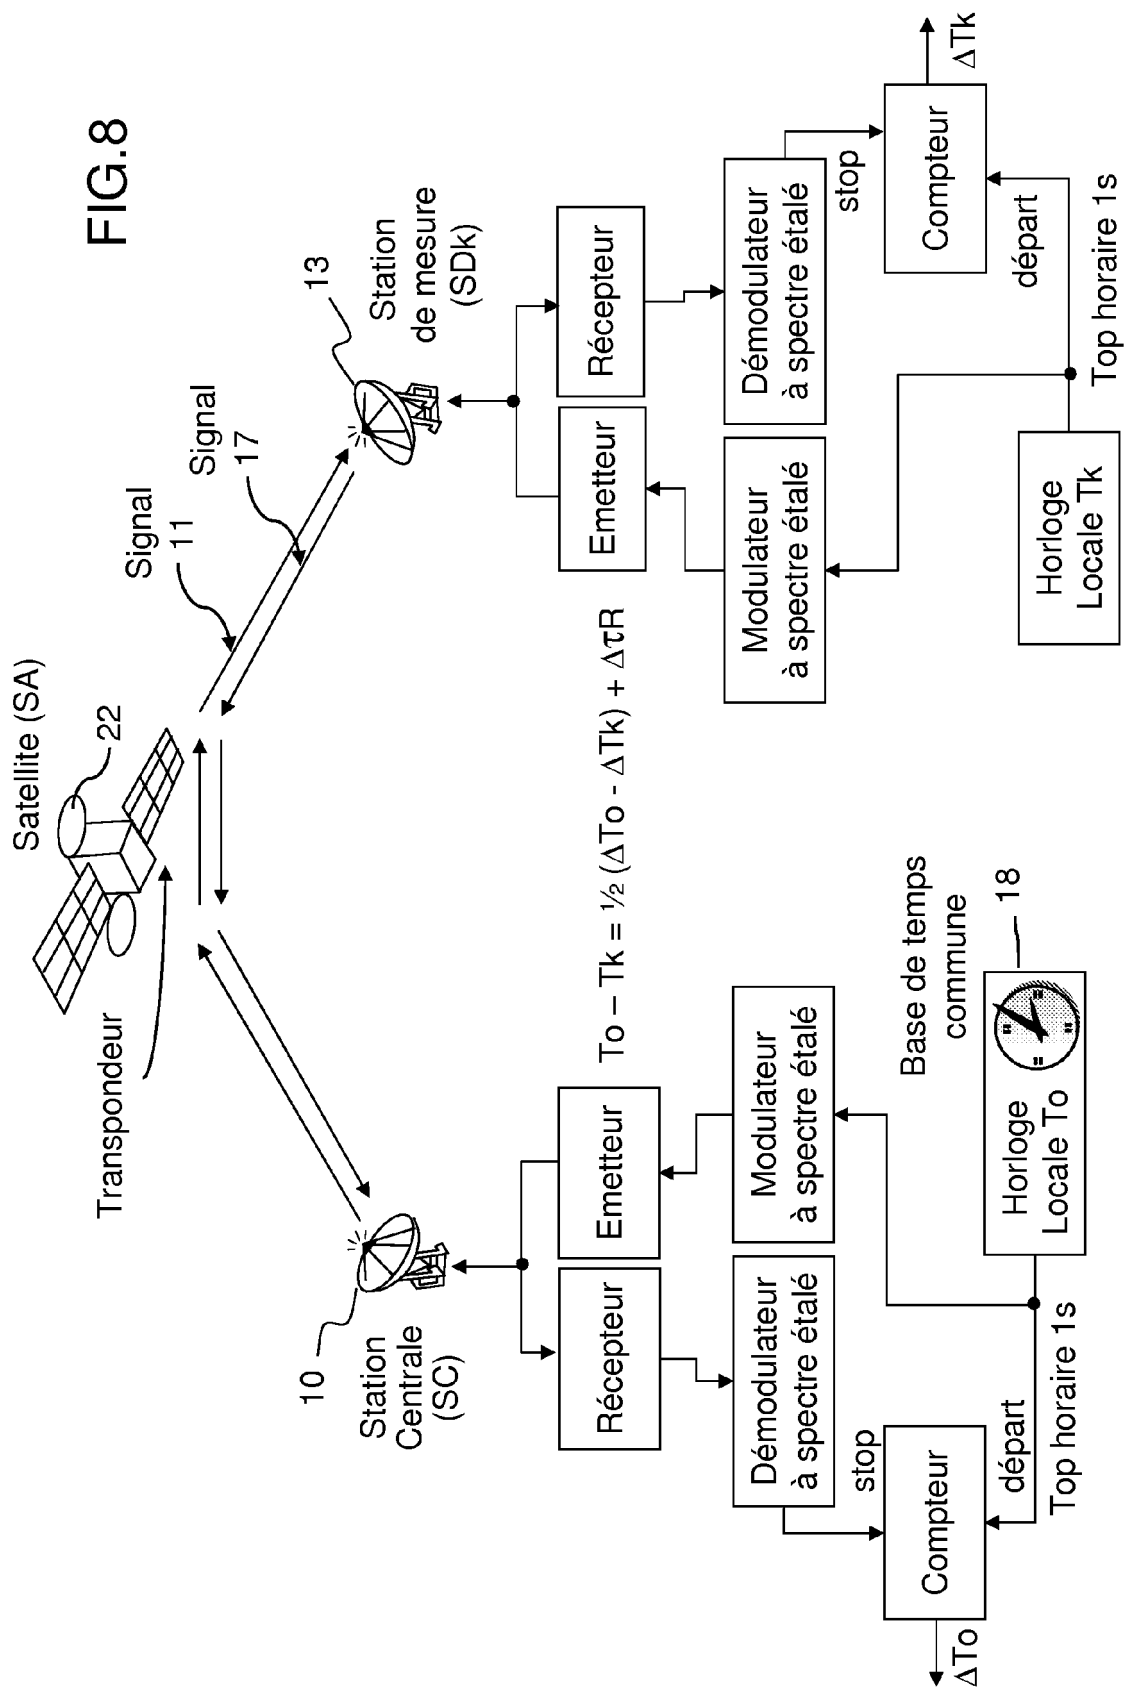 FIG.8
Satellite (SA)
22
Transpondeur
Signal
11
Signal
17
10
Station
Centrale
(SC)
13
Station
de mesure
(SDk)
Récepteur
Emetteur
To – Tk = ½ (ΔTo - ΔTk) + ΔτR
Emetteur
Récepteur
Démodulateur
à spectre étalé
Modulateur
à spectre étalé
Modulateur
à spectre étalé
Démodulateur
à spectre étalé
stop
stop
Compteur
Base de temps
commune
18
Compteur
ΔTo
départ
Horloge
Locale To
Top horaire 1s
Horloge
Locale Tk
départ
Top horaire 1s
ΔTk